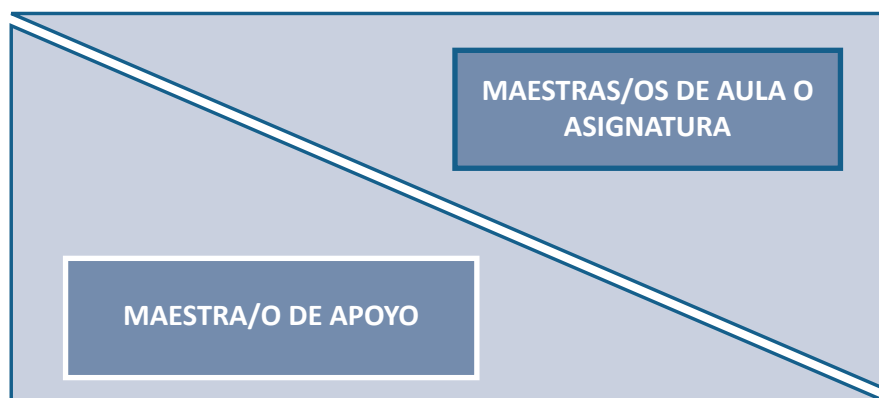 MAESTRAS/OS DE AULA O
ASIGNATURA
MAESTRA/O DE APOYO